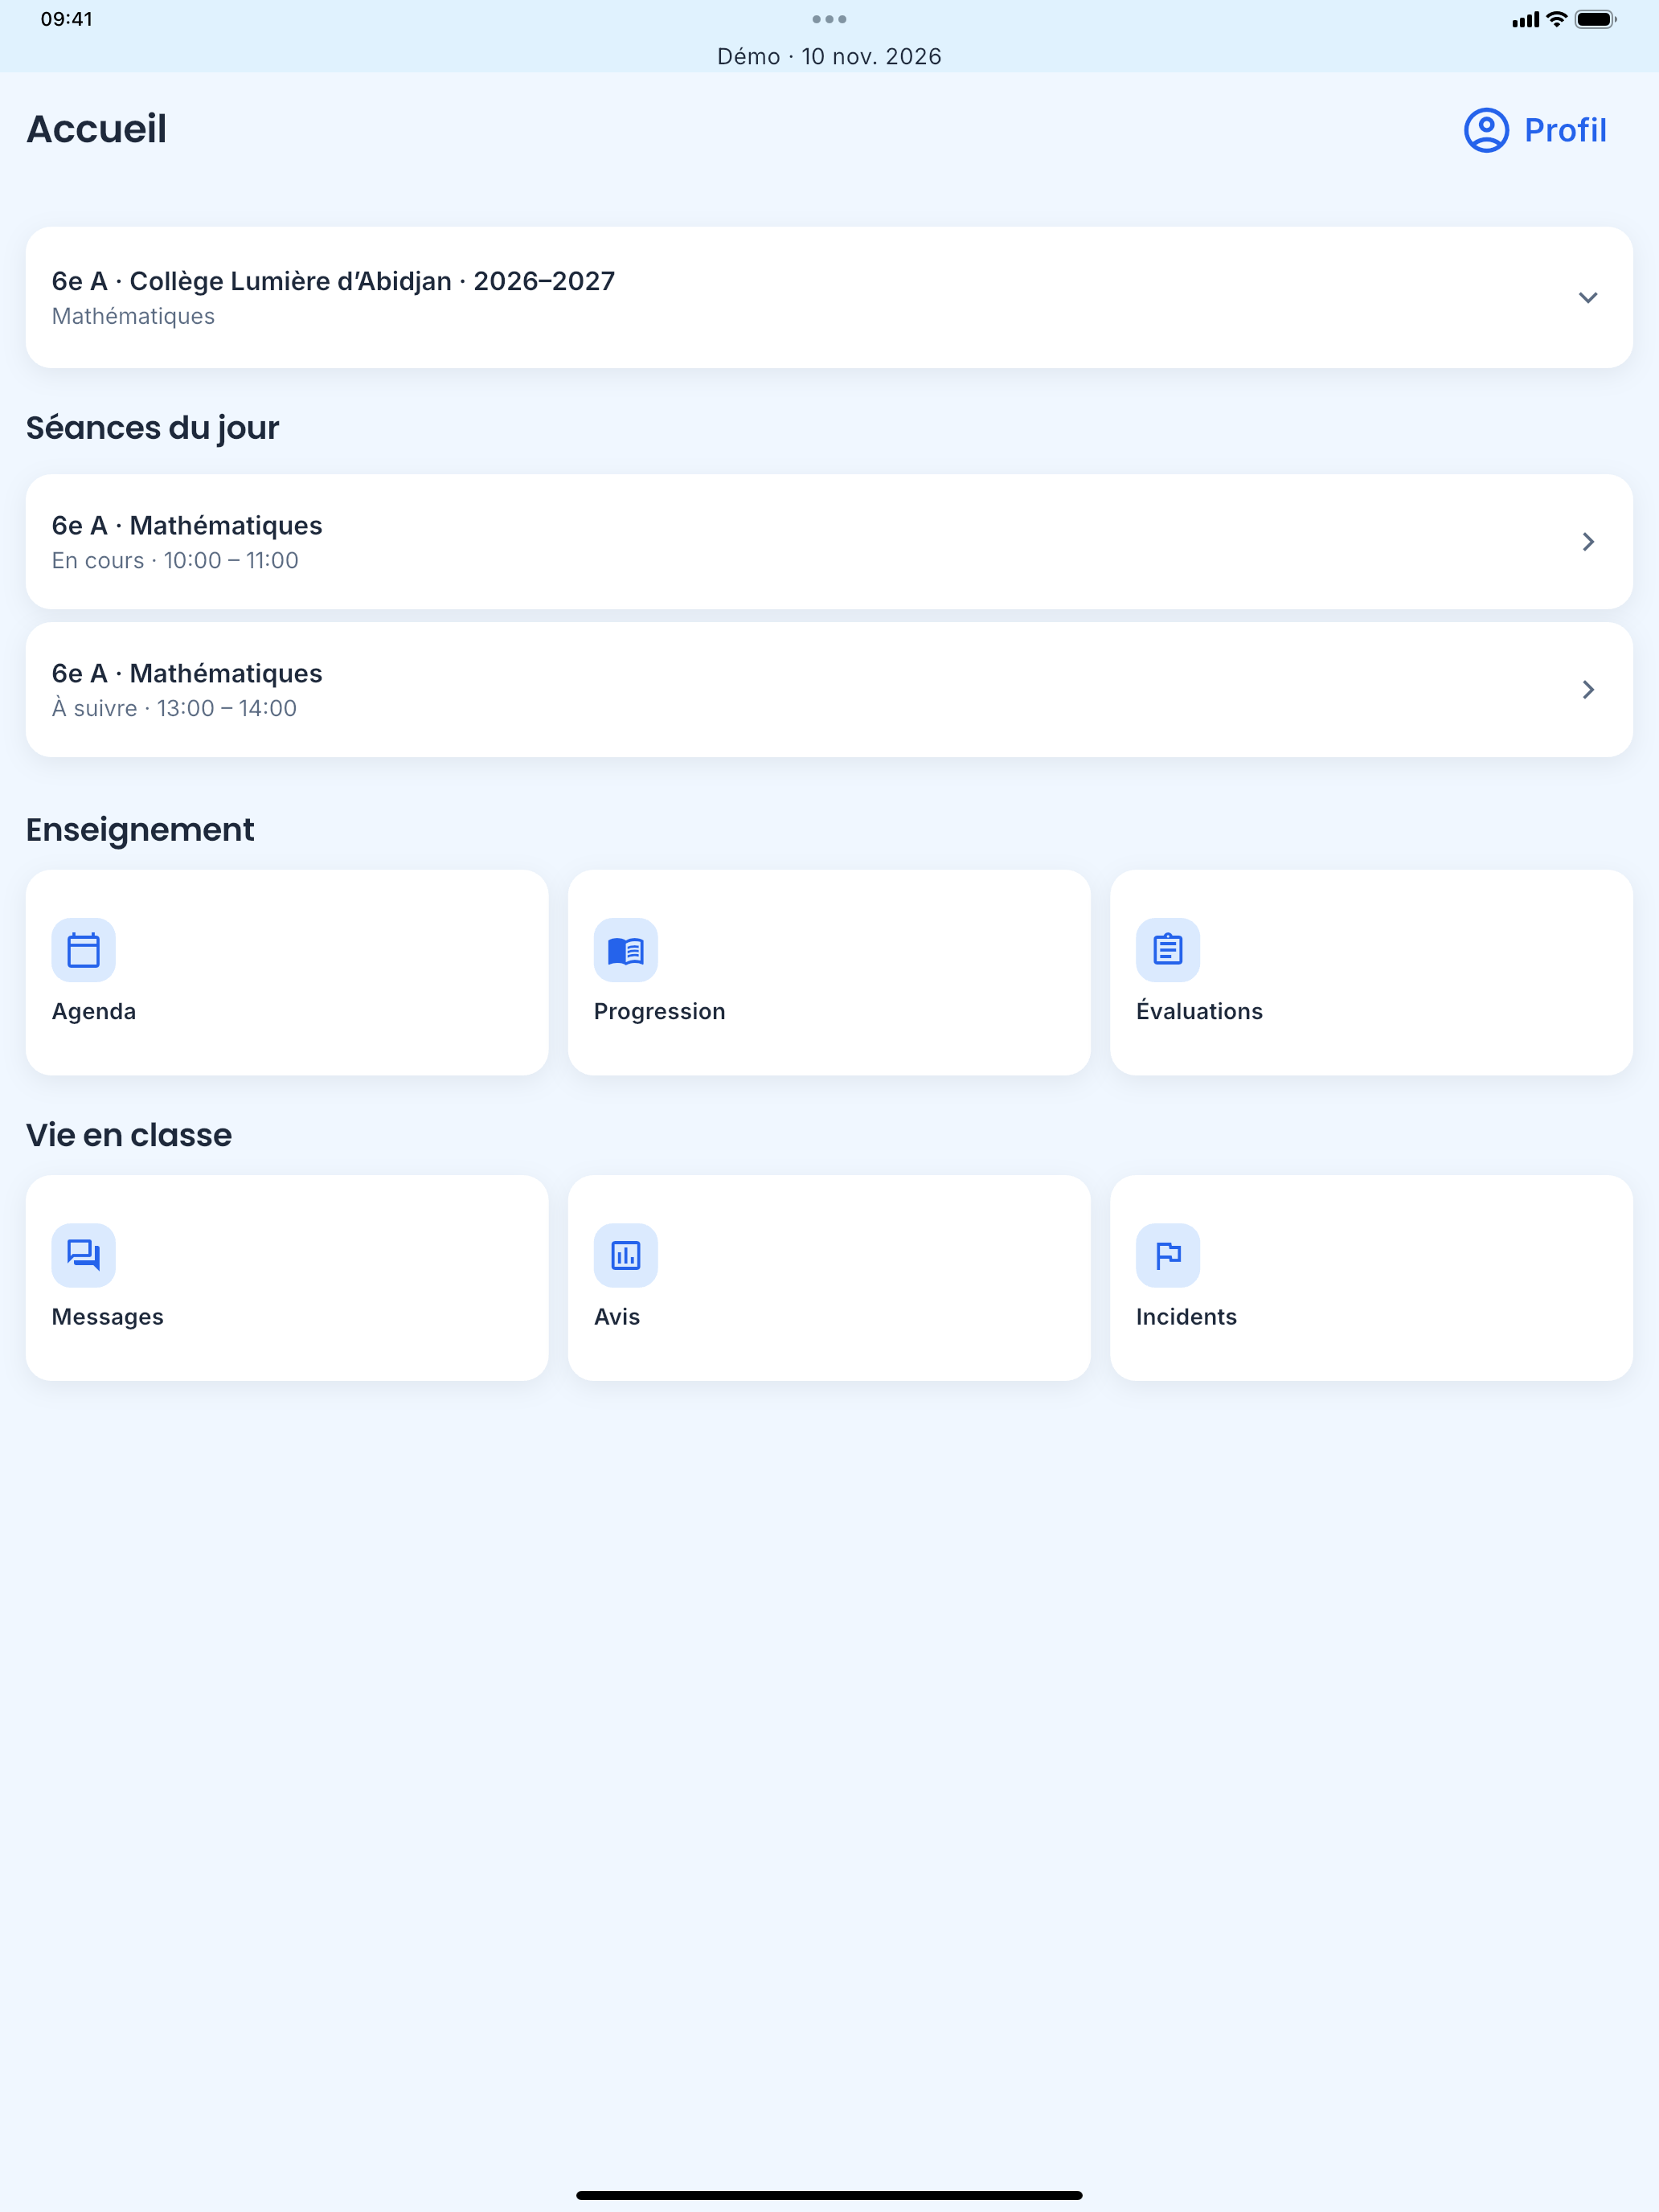 09:41
Démo · 10 nov. 2026
Accueil
Profil
6e A · Collège Lumière d’Abidjan · 2026–2027
Mathématiques
Séances du jour
6e A · Mathématiques
En cours · 10:00 – 11:00
6e A · Mathématiques
À suivre · 13:00 – 14:00
Enseignement
Agenda
Progression
Évaluations
Vie en classe
Messages
Avis
Incidents